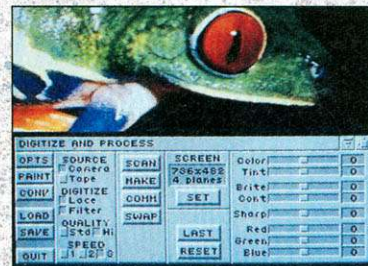 DIGITIZE AND PROCESS
OPTS
PAINT
CONV
LOAD
SAVE
QUIT
SOURCE
Camera
Tape
DIGITIZE
Lace
Filter
QUALITY
Std Hi
SPEED
1 2
SCAN
MAKE
COMM
SWAP
SCREEN
736x482
4 planes
SET
LAST
RESET
Color 0
Tint 0
Brite 0
Cont 0
Sharp 0
Red 0
Green 0
Blue 0